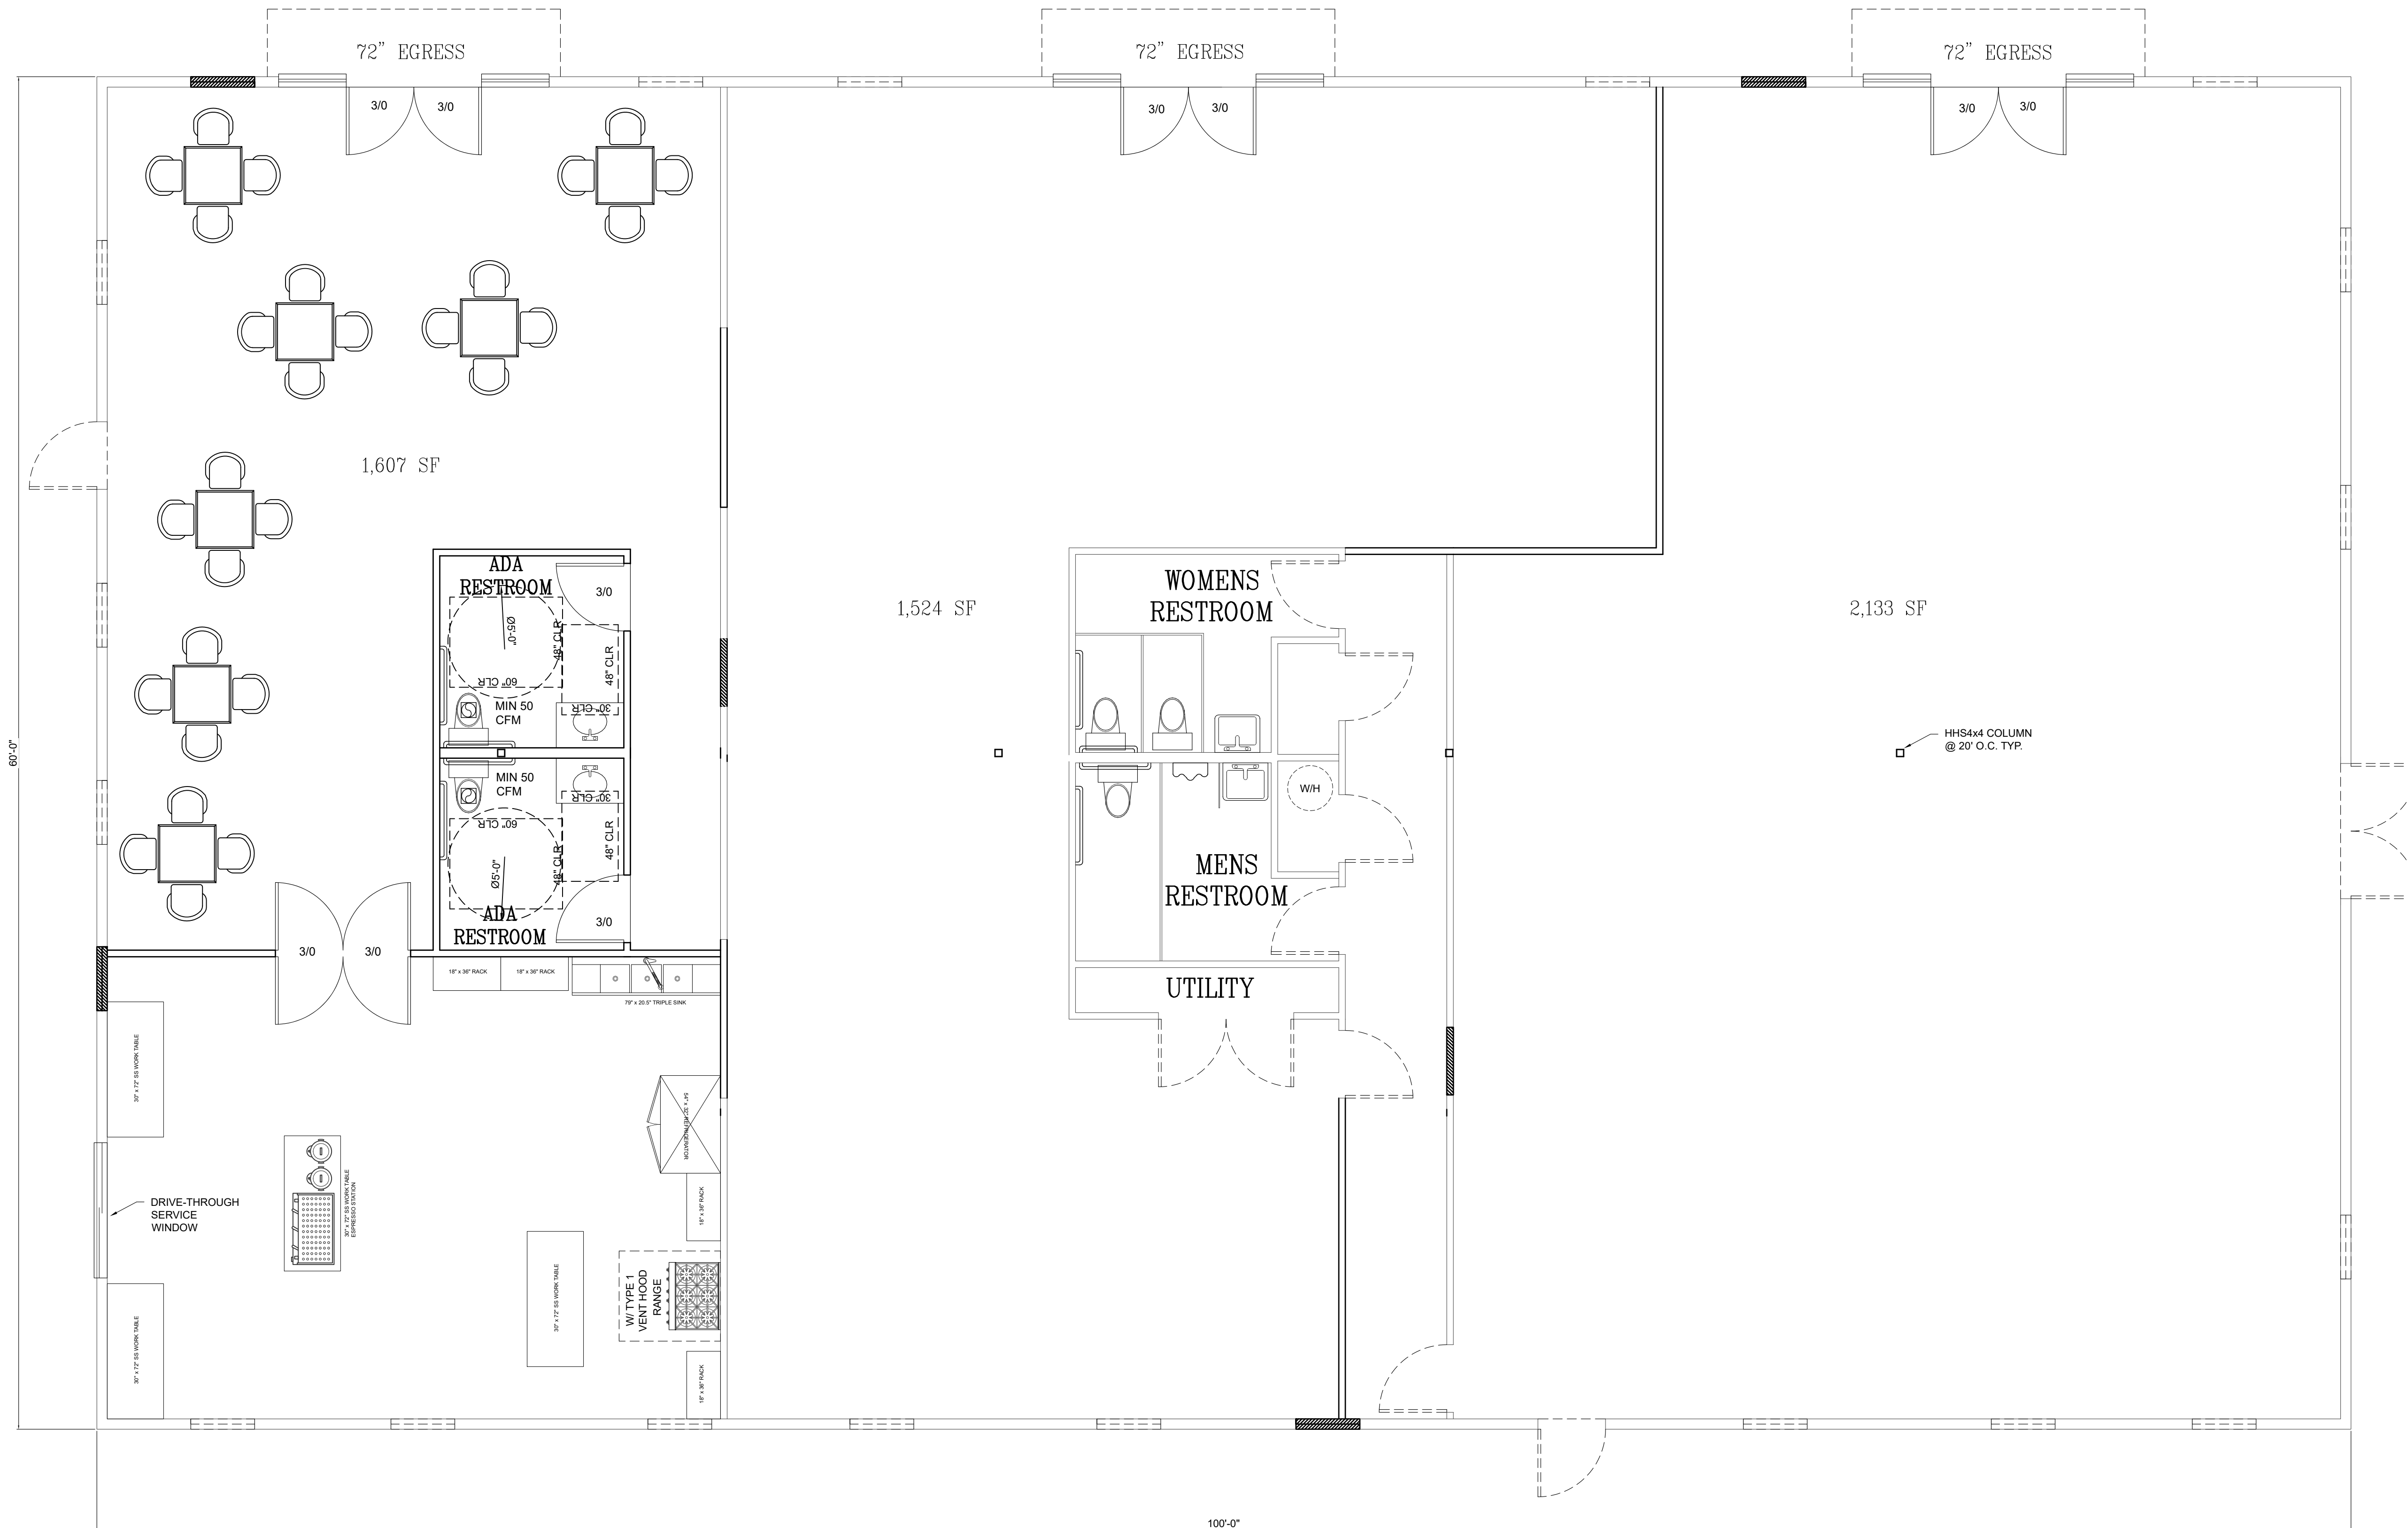 72" EGRESS
72" EGRESS
72" EGRESS
3/0
3/0
3/0
3/0
3/0
3/0
1,607 SF
ADA
RESTROOM
3/0
Ø5'-0"
48" CLR
48" CLR
60" CLR
30" CLR
MIN 50
CFM
1,524 SF
WOMENS
RESTROOM
2,133 SF
60'-0"
HHS4x4 COLUMN
@ 20' O.C. TYP.
MIN 50
CFM
30" CLR
60" CLR
48" CLR
48" CLR
Ø5'-0"
W/H
MENS
RESTROOM
ADA
RESTROOM
3/0
3/0
3/0
18" x 36" RACK
18" x 36" RACK
79" x 20.5" TRIPLE SINK
UTILITY
30" x 72" SS WORK TABLE
54" x 32" REFRIGERATOR
DRIVE-THROUGH
SERVICE
WINDOW
30" x 72" SS WORK TABLE
ESPRESSO STATION
18" x 36" RACK
30" x 72" SS WORK TABLE
W/ TYPE 1
VENT HOOD
RANGE
30" x 72" SS WORK TABLE
18" x 36" RACK
100'-0"